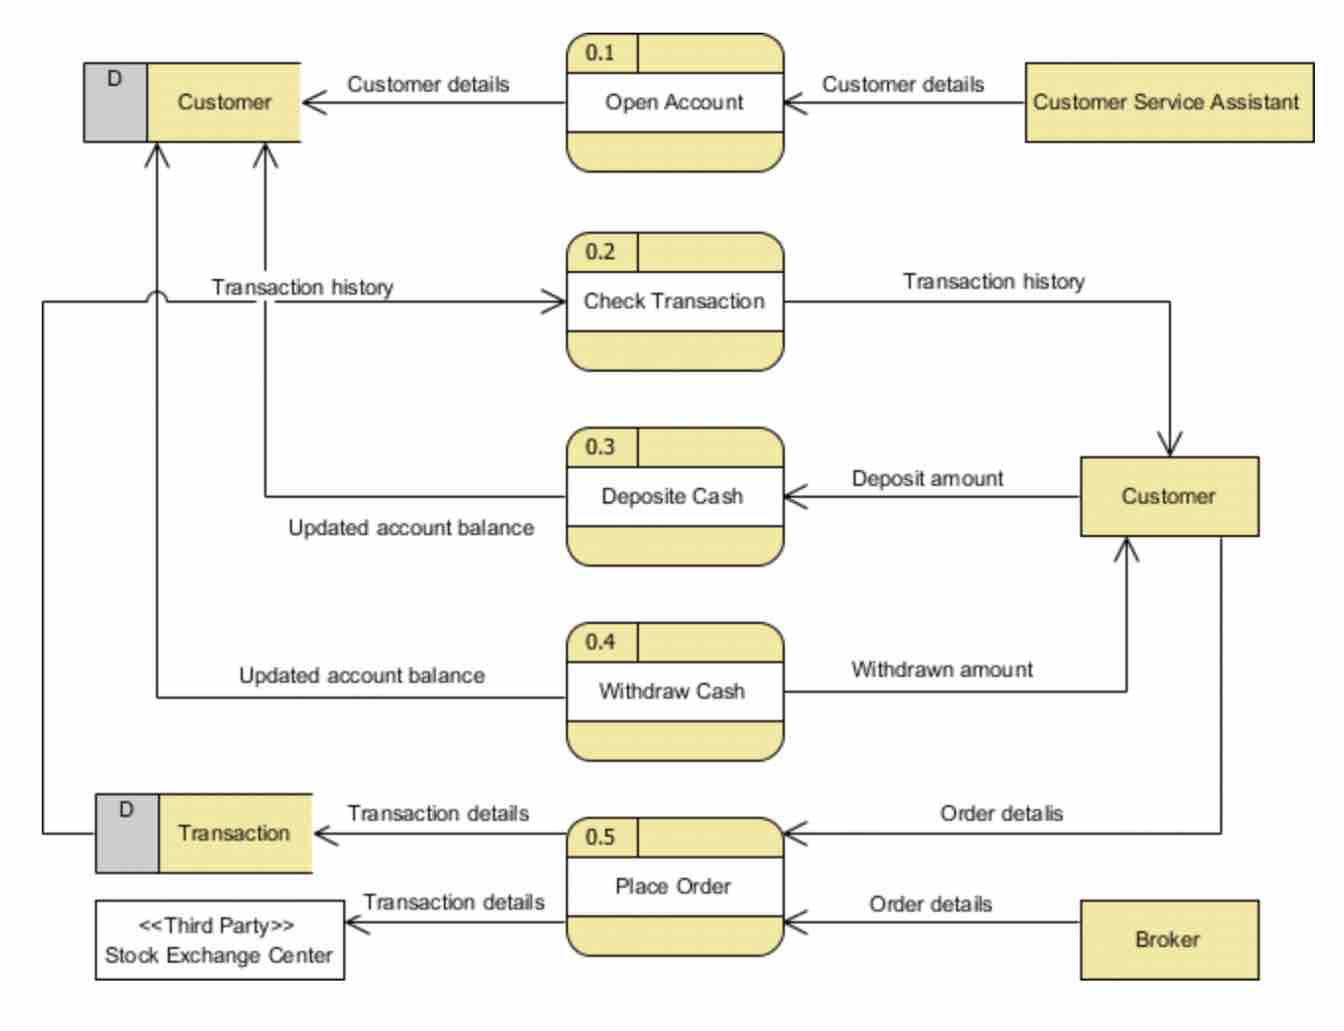 0.1
D
Customer
Customer details
Open Account
Customer details
Customer Service Assistant
0.2
Transaction history
Check Transaction
Transaction history
0.3
Deposite Cash
Deposit amount
Customer
Updated account balance
0.4
Updated account balance
Withdraw Cash
Withdrawn amount
D
Transaction
Transaction details
0.5
Order detalis
Place Order
Transaction details
Order details
<<Third Party>>
Stock Exchange Center
Broker